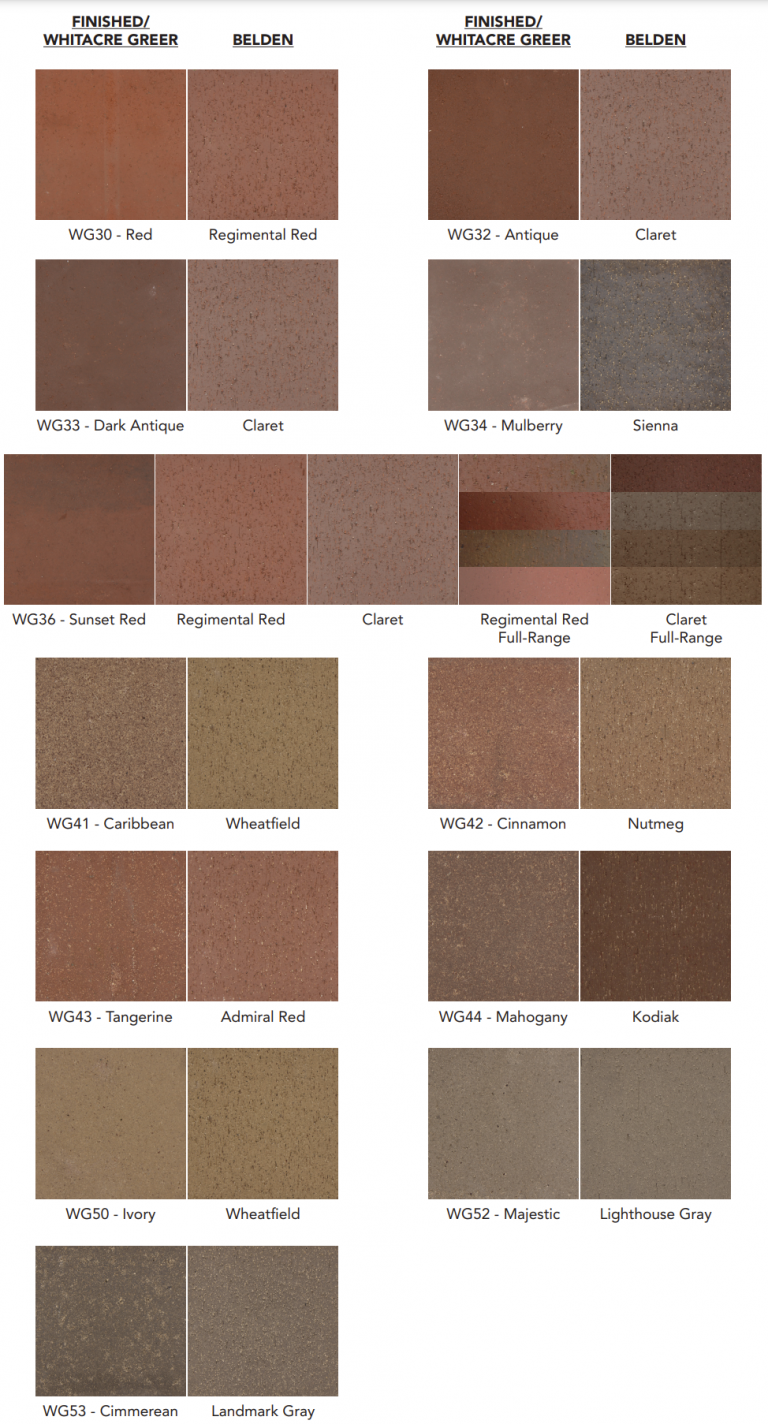 FINISHED/
WHITACRE GREER
BELDEN
FINISHED/
WHITACRE GREER
BELDEN
WG30 - Red
Regimental Red
WG32 - Antique
Claret
WG33 - Dark Antique
Claret
WG34 - Mulberry
Sienna
WG36 - Sunset Red
Regimental Red
Claret
Regimental Red
Full-Range
Claret
Full-Range
WG41 - Caribbean
Wheatfield
WG42 - Cinnamon
Nutmeg
WG43 - Tangerine
Admiral Red
WG44 - Mahogany
Kodiak
WG50 - Ivory
Wheatfield
WG52 - Majestic
Lighthouse Gray
WG53 - Cimmerean
Landmark Gray